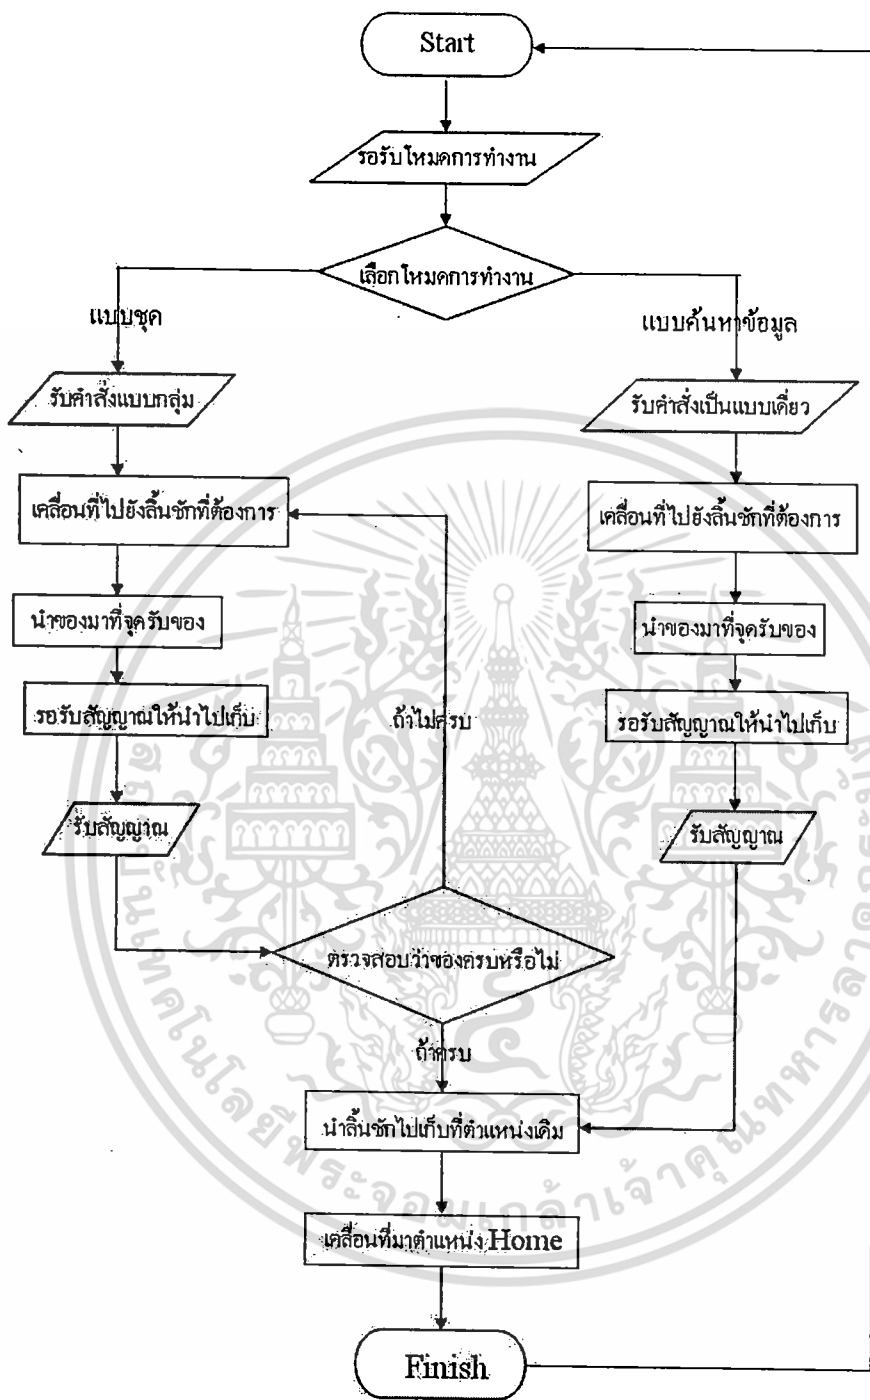 Start
รอรับโหมดการทำงาน
เลือกโหมดการทำงาน
แบบชุด
แบบค้นหาข้อมูล
รับคำสั่งแบบกลุ่ม
รับคำสั่งเป็นแบบเดี่ยว
เคลื่อนที่ไปยังลิ้นชักที่ต้องการ
เคลื่อนที่ไปยังลิ้นชักที่ต้องการ
นำของมาที่จุดรับของ
นำของมาที่จุดรับของ
รอรับสัญญาณให้นำไปเก็บ
ถ้าไม่ครบ
รอรับสัญญาณให้นำไปเก็บ
รับสัญญาณ
รับสัญญาณ
ตรวจสอบว่าของครบหรือไม่
ถ้าครบ
นำลิ้นชักไปเก็บที่ตำแหน่งเดิม
เคลื่อนที่มาตำแหน่ง Home
Finish